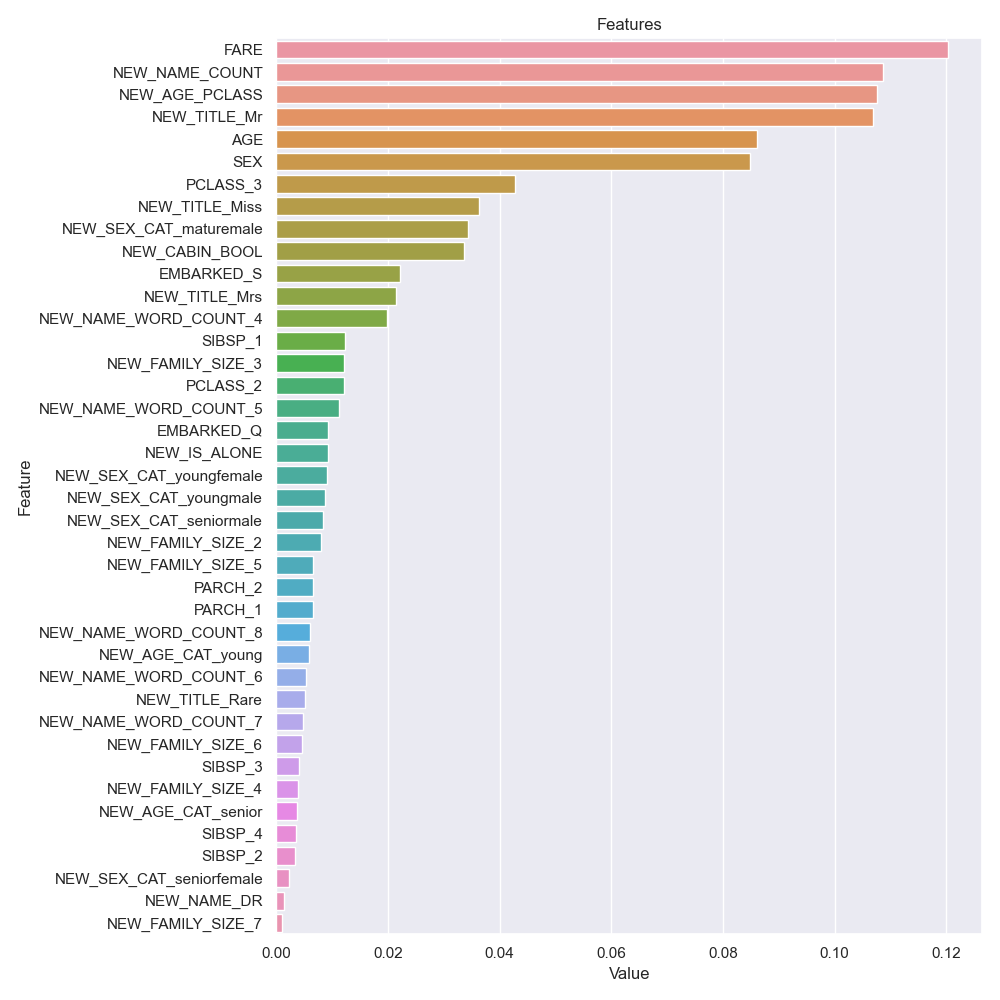 Features
FARE
NEW_NAME_COUNT
NEW_AGE_PCLASS
NEW_TITLE_Mr
AGE
SEX
PCLASS_3
NEW_TITLE_Miss
NEW_SEX_CAT_maturemale
NEW_CABIN_BOOL
EMBARKED_S
NEW_TITLE_Mrs
NEW_NAME_WORD_COUNT_4
SIBSP_1
NEW_FAMILY_SIZE_3
PCLASS_2
NEW_NAME_WORD_COUNT_5
EMBARKED_Q
NEW_IS_ALONE
NEW_SEX_CAT_youngfemale
NEW_SEX_CAT_youngmale
NEW_SEX_CAT_seniormale
NEW_FAMILY_SIZE_2
NEW_FAMILY_SIZE_5
PARCH_2
PARCH_1
NEW_NAME_WORD_COUNT_8
NEW_AGE_CAT_young
NEW_NAME_WORD_COUNT_6
NEW_TITLE_Rare
NEW_NAME_WORD_COUNT_7
NEW_FAMILY_SIZE_6
SIBSP_3
NEW_FAMILY_SIZE_4
NEW_AGE_CAT_senior
SIBSP_4
SIBSP_2
NEW_SEX_CAT_seniorfemale
NEW_NAME_DR
NEW_FAMILY_SIZE_7
Feature
0.00 0.02 0.04 0.06 0.08 0.10 0.12
Value